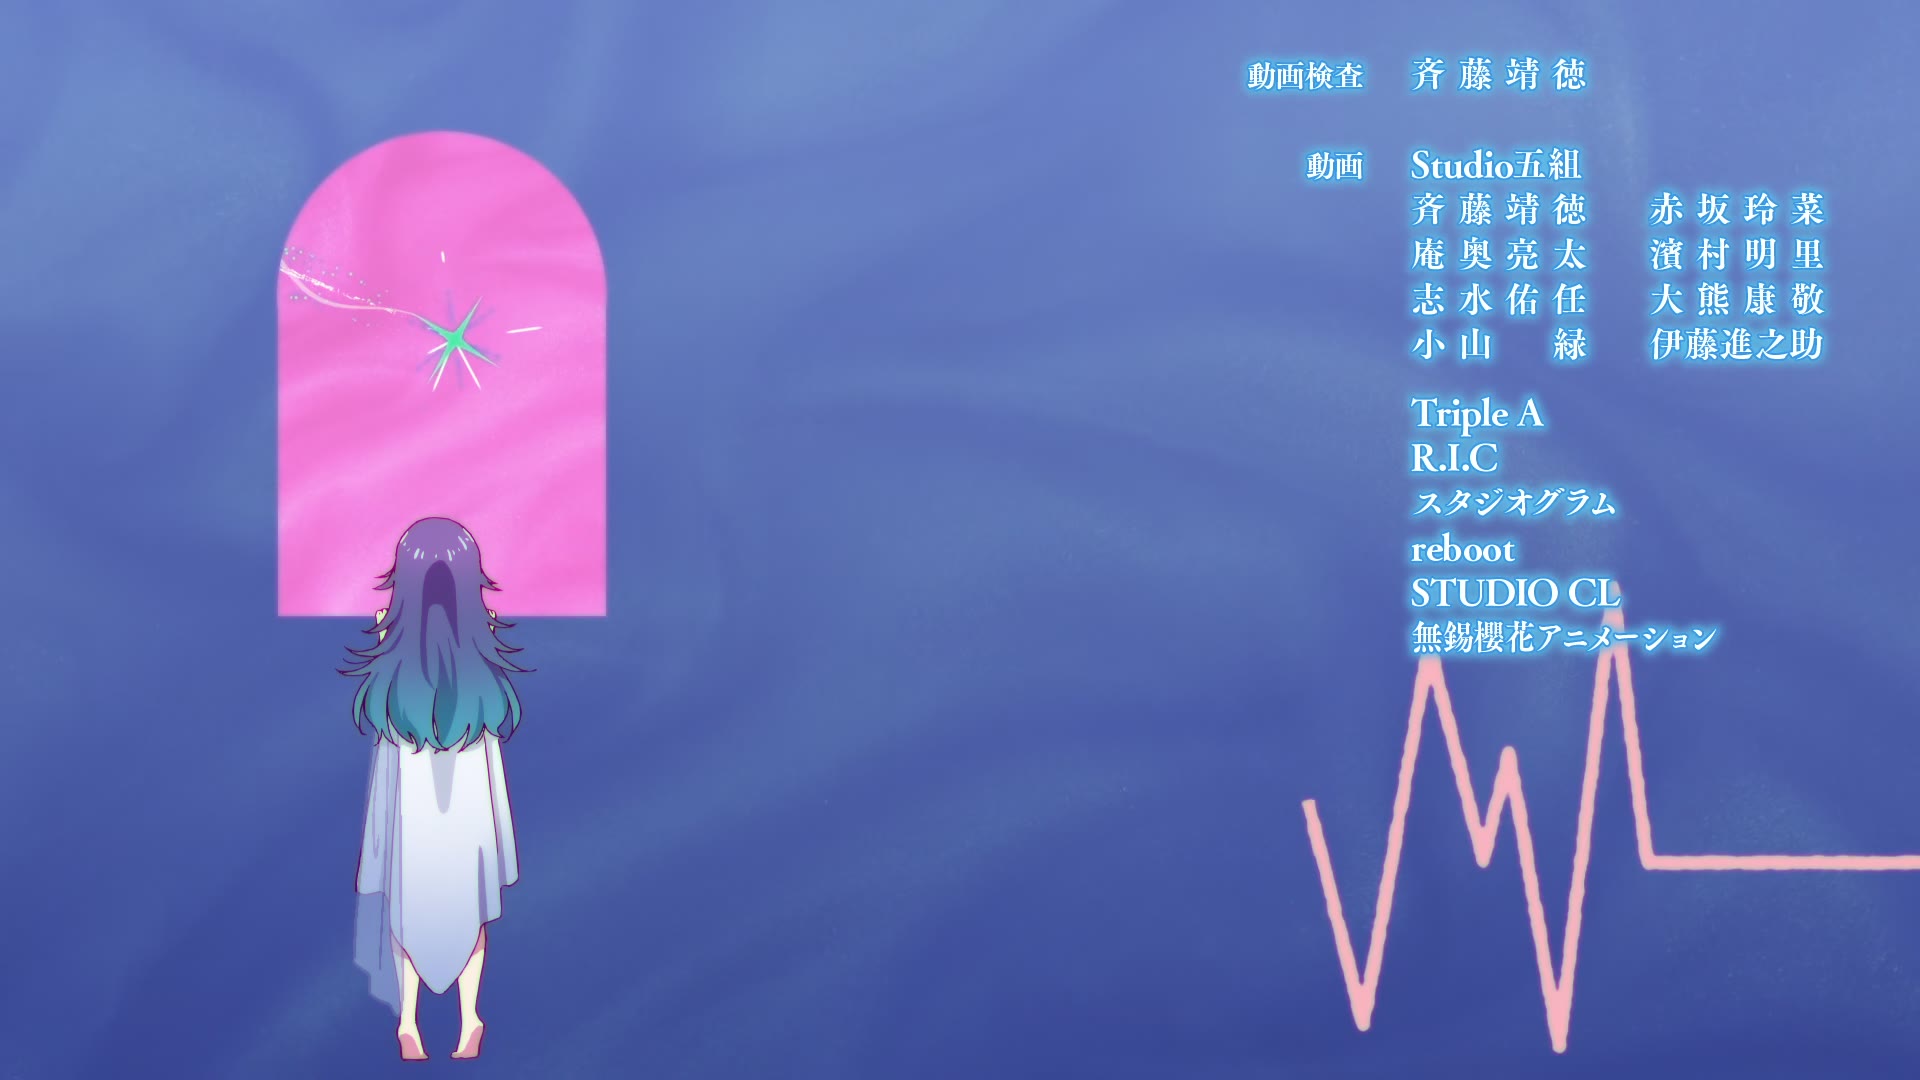 動画検査 斉藤靖徳
動画 Studio五組
斉藤靖徳 赤坂玲菜
庵奥亮太 濱村明里
志水佑任 大熊康敬
小山緑 伊藤進之助
Triple A
R.I.C
スタジオグラム
reboot
STUDIO CL
無錫櫻花アニメーション